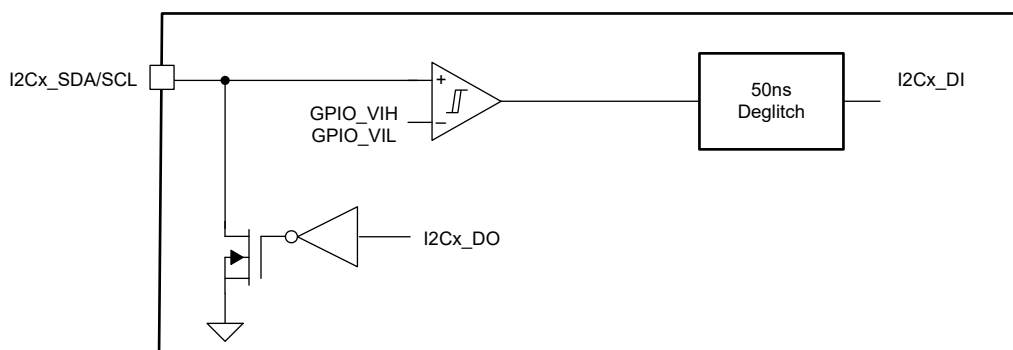 I2Cx_SDA/SCL
+
GPIO_VIH
GPIO_VIL
−
50ns
Deglitch
I2Cx_DI
I2Cx_DO